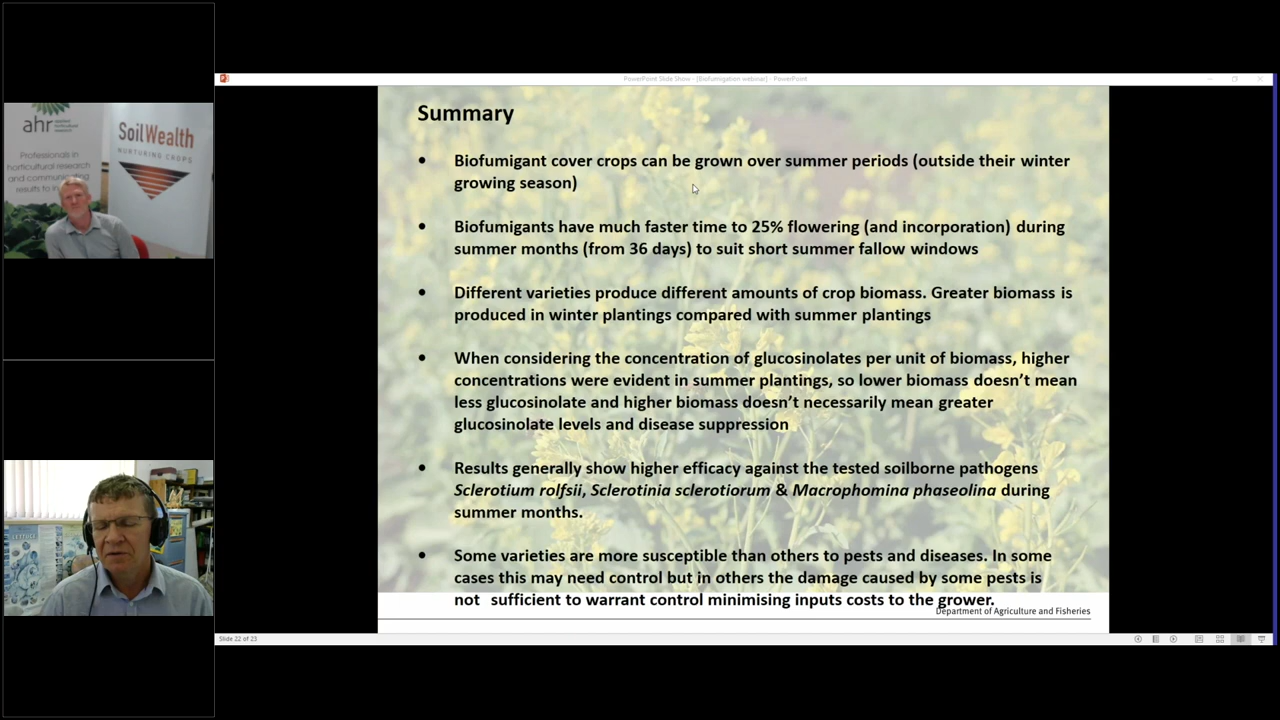 PowerPoint Slide Show - [Biofumigation webinar] - PowerPoint
ahr
Professionals in
horticultural research
and communicating
results to in
SoilWealth
NURTURING CROPS
LETTUCE
Summary
• Biofumigant cover crops can be grown over summer periods (outside their winter
growing season)
• Biofumigants have much faster time to 25% flowering (and incorporation) during
summer months (from 36 days) to suit short summer fallow windows
• Different varieties produce different amounts of crop biomass. Greater biomass is
produced in winter plantings compared with summer plantings
• When considering the concentration of glucosinolates per unit of biomass, higher
concentrations were evident in summer plantings, so lower biomass doesn’t mean
less glucosinolate and higher biomass doesn’t necessarily mean greater
glucosinolate levels and disease suppression
• Results generally show higher efficacy against the tested soilborne pathogens
Sclerotium rolfsii, Sclerotinia sclerotiorum & Macrophomina phaseolina during
summer months.
• Some varieties are more susceptible than others to pests and diseases. In some
cases this may need control but in others the damage caused by some pests is
not sufficient to warrant control minimising inputs costs to the grower.
Department of Agriculture and Fisheries
Slide 22 of 23